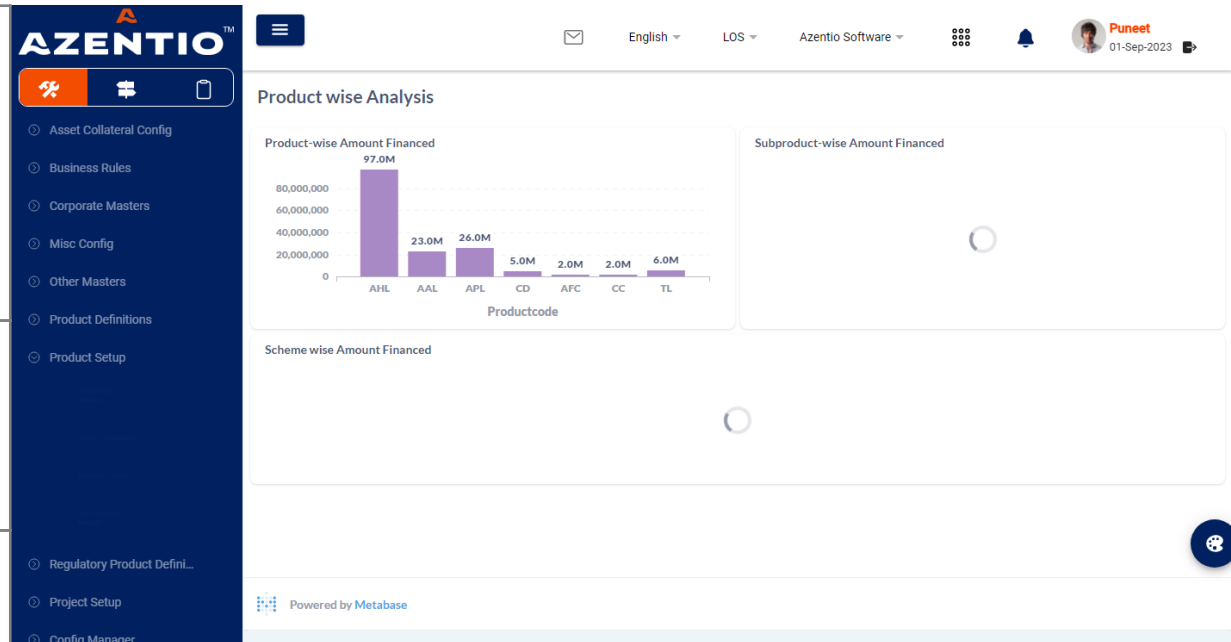 AZENTIO™
English
LOS
Azentio Software
Puneet
01-Sep-2023
Asset Collateral Config
Business Rules
Corporate Masters
Misc Config
Other Masters
Product Definitions
Product Setup
Regulatory Product Defini...
Project Setup
Config Manager
Product wise Analysis
Product-wise Amount Financed
97.0M
80,000,000
60,000,000
40,000,000
23.0M 26.0M
20,000,000
5.0M 2.0M 2.0M 6.0M
0
AHL AAL APL CD AFC CC TL
Productcode
Subproduct-wise Amount Financed
Scheme wise Amount Financed
Powered by Metabase